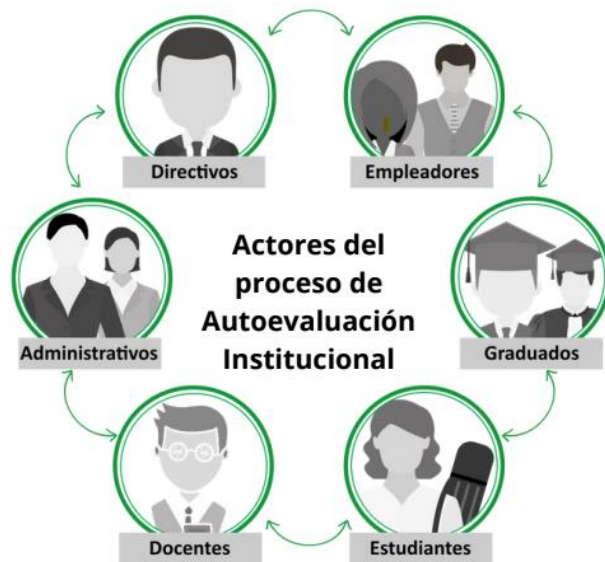 Directivos
Empleadores
Actores del
proceso de
Autoevaluación
Institucional
Administrativos
Graduados
Docentes
Estudiantes